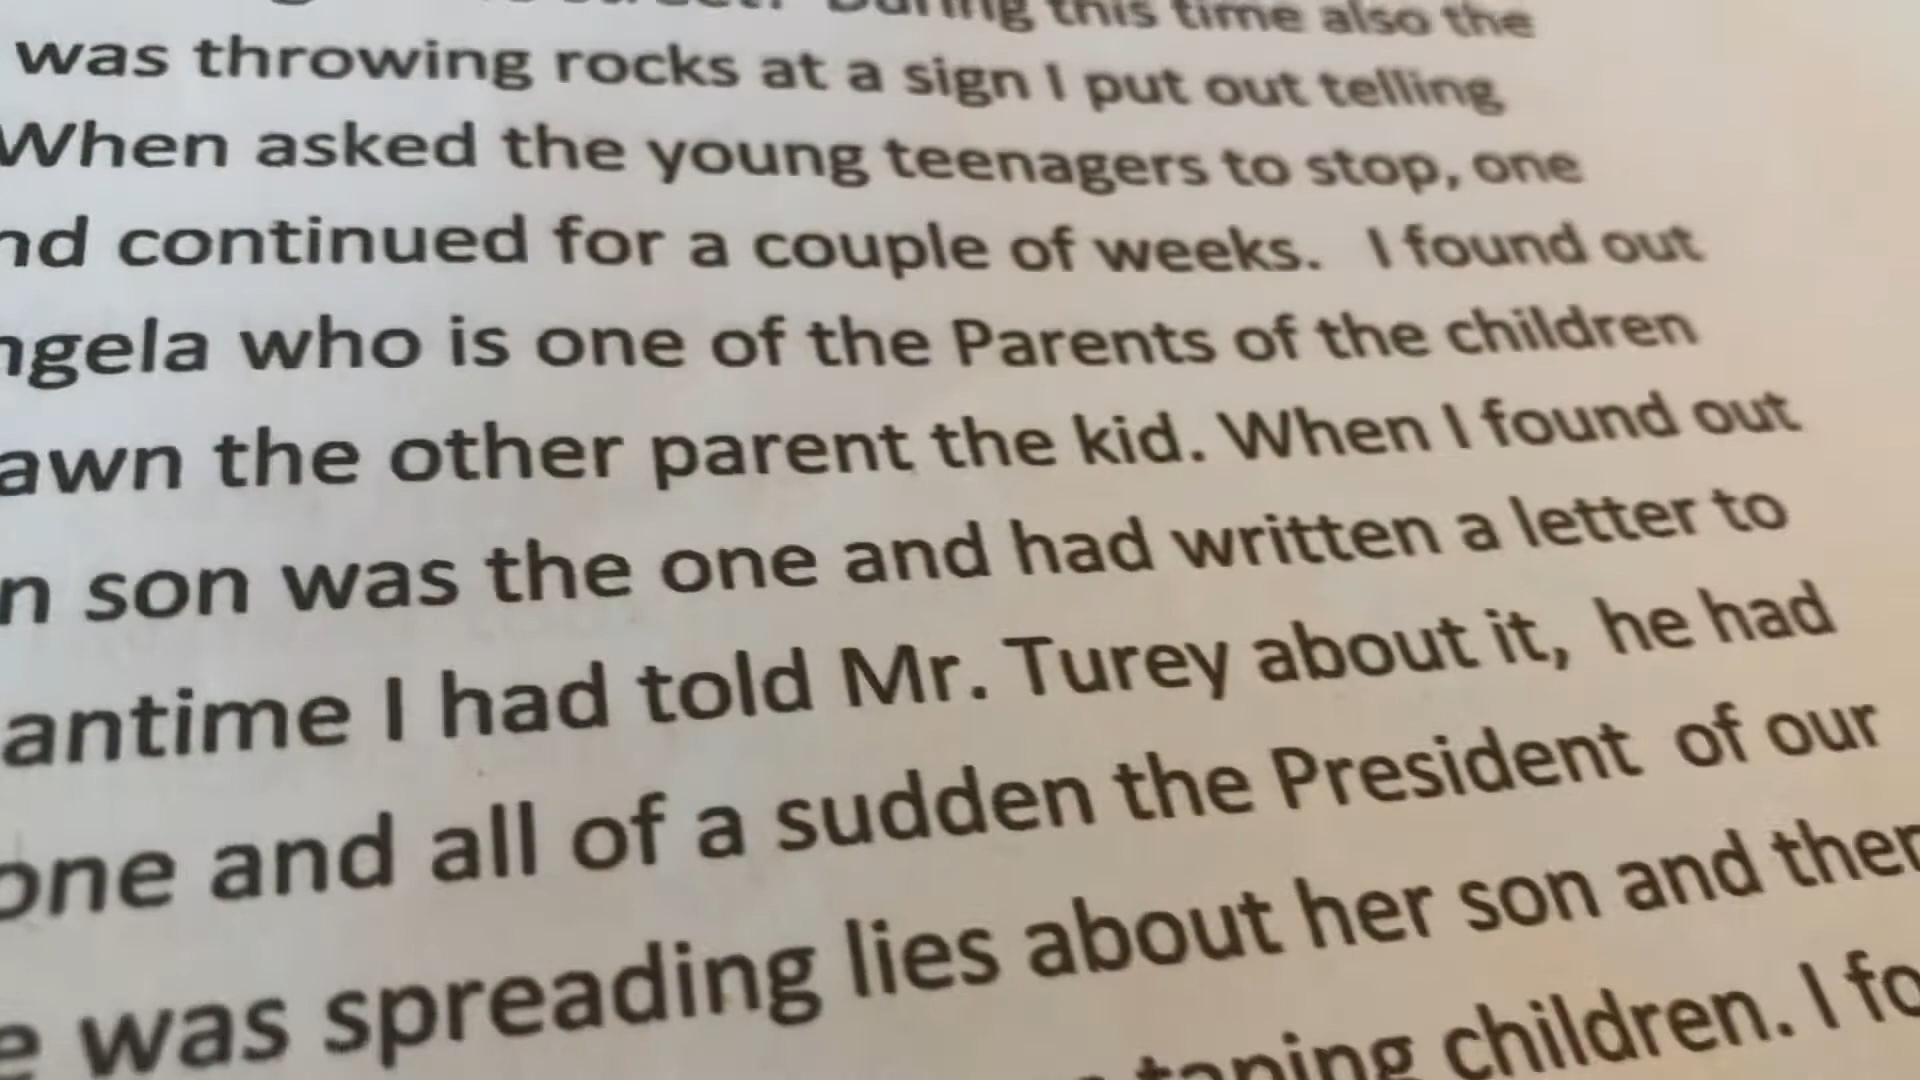 During this time also the
was throwing rocks at a sign I put out telling
When asked the young teenagers to stop, one
nd continued for a couple of weeks. I found out
ngela who is one of the Parents of the children
awn the other parent the kid. When I found out
n son was the one and had written a letter to
antime I had told Mr. Turey about it, he had
one and all of a sudden the President of our
e was spreading lies about her son and then
taping children. I fo